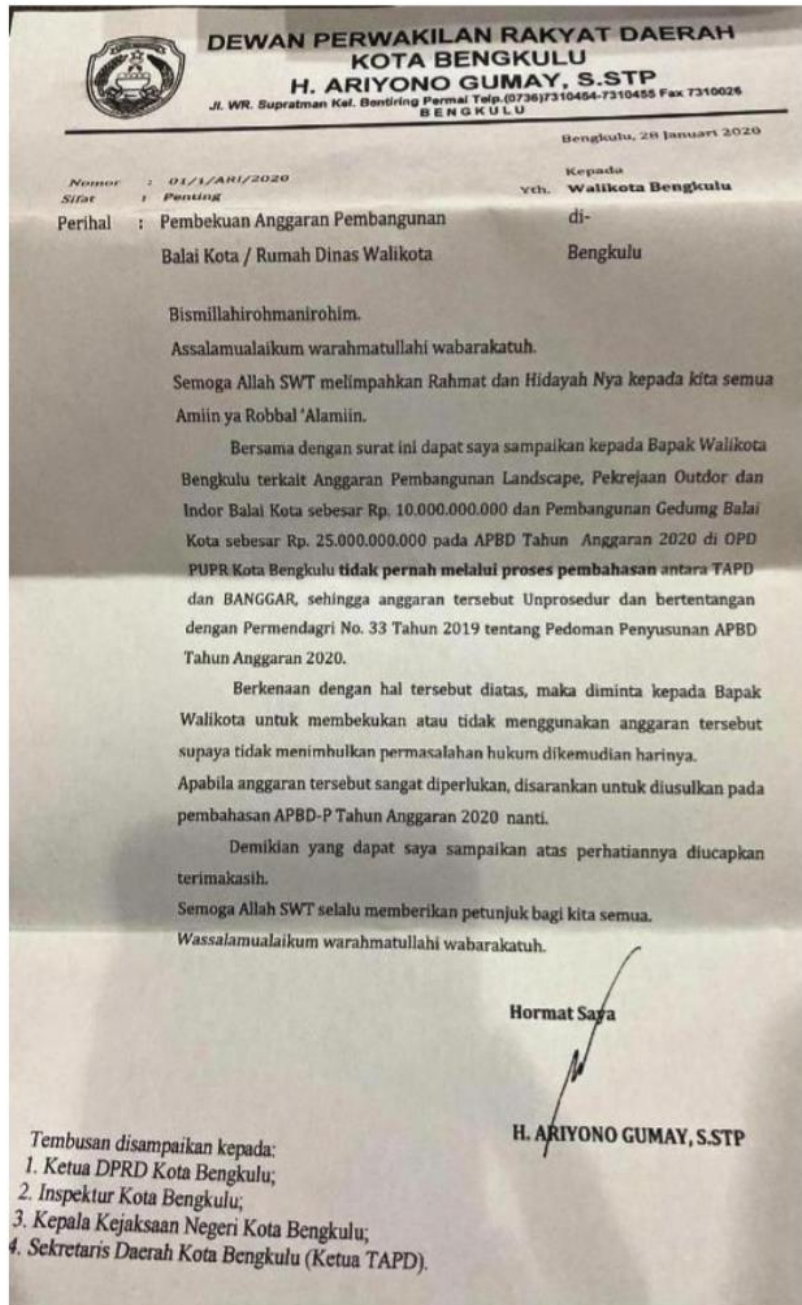 DEWAN PERWAKILAN RAKYAT DAERAH
KOTA BENGKULU
H. ARIYONO GUMAY, S.STP
Jl. WR. Supratman Kel. Bentiring Permai Telp.(0736)7310454-7310455 Fax 7310026
BENGKULU
Bengkulu, 28 Januari 2020
Nomor : 01/1/ARI/2020
Sifat : Penting
Perihal : Pembekuan Anggaran Pembangunan
Balai Kota / Rumah Dinas Walikota
Kepada
Yth. Walikota Bengkulu
di-
Bengkulu
Bismillahirohmanirohim.
Assalamualaikum warahmatullahi wabarakatuh.
Semoga Allah SWT melimpahkan Rahmat dan Hidayah Nya kepada kita semua
Amiin ya Robbal 'Alamiin.
Bersama dengan surat ini dapat saya sampaikan kepada Bapak Walikota
Bengkulu terkait Anggaran Pembangunan Landscape, Pekrejaan Outdor dan
Indor Balai Kota sebesar Rp. 10.000.000.000 dan Pembangunan Gedumg Balai
Kota sebesar Rp. 25.000.000.000 pada APBD Tahun Anggaran 2020 di OPD
PUPR Kota Bengkulu tidak pernah melalui proses pembahasan antara TAPD
dan BANGGAR, sehingga anggaran tersebut Unprosedur dan bertentangan
dengan Permendagri No. 33 Tahun 2019 tentang Pedoman Penyusunan APBD
Tahun Anggaran 2020.
Berkenaan dengan hal tersebut diatas, maka diminta kepada Bapak
Walikota untuk membekukan atau tidak menggunakan anggaran tersebut
supaya tidak menimhulkan permasalahan hukum dikemudian harinya.
Apabila anggaran tersebut sangat diperlukan, disarankan untuk diusulkan pada
pembahasan APBD-P Tahun Anggaran 2020 nanti.
Demikian yang dapat saya sampaikan atas perhatiannya diucapkan
terimakasih.
Semoga Allah SWT selalu memberikan petunjuk bagi kita semua.
Wassalamualaikum warahmatullahi wabarakatuh.
Hormat Saya
H. ARIYONO GUMAY, S.STP
Tembusan disampaikan kepada:
1. Ketua DPRD Kota Bengkulu;
2. Inspektur Kota Bengkulu;
3. Kepala Kejaksaan Negeri Kota Bengkulu;
4. Sekretaris Daerah Kota Bengkulu (Ketua TAPD).